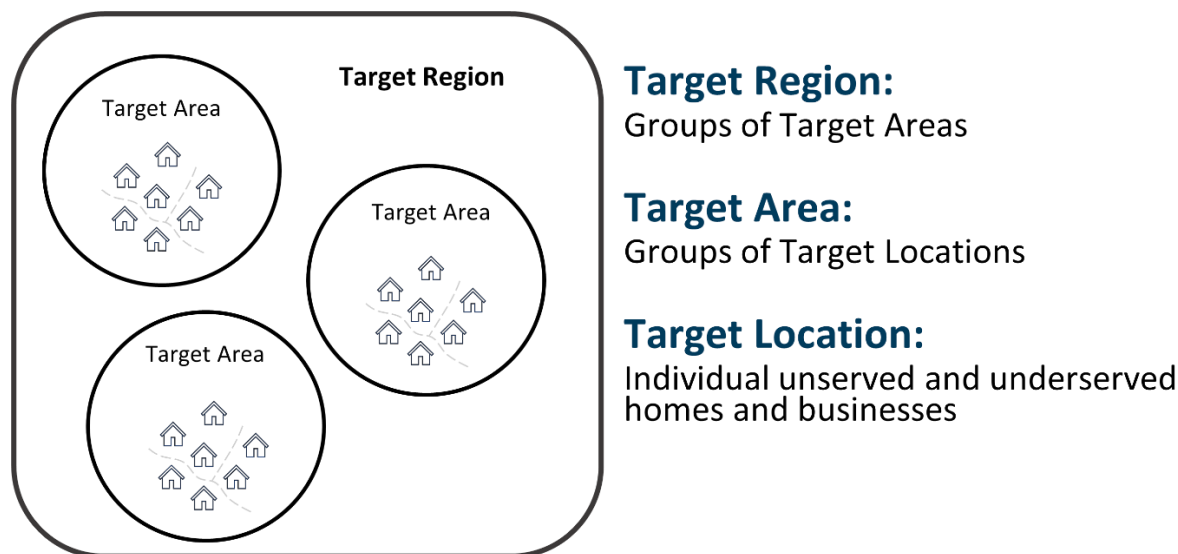 Target Region
Target Area
Target Area
Target Area
Target Region:
Groups of Target Areas
Target Area:
Groups of Target Locations
Target Location:
Individual unserved and underserved
homes and businesses